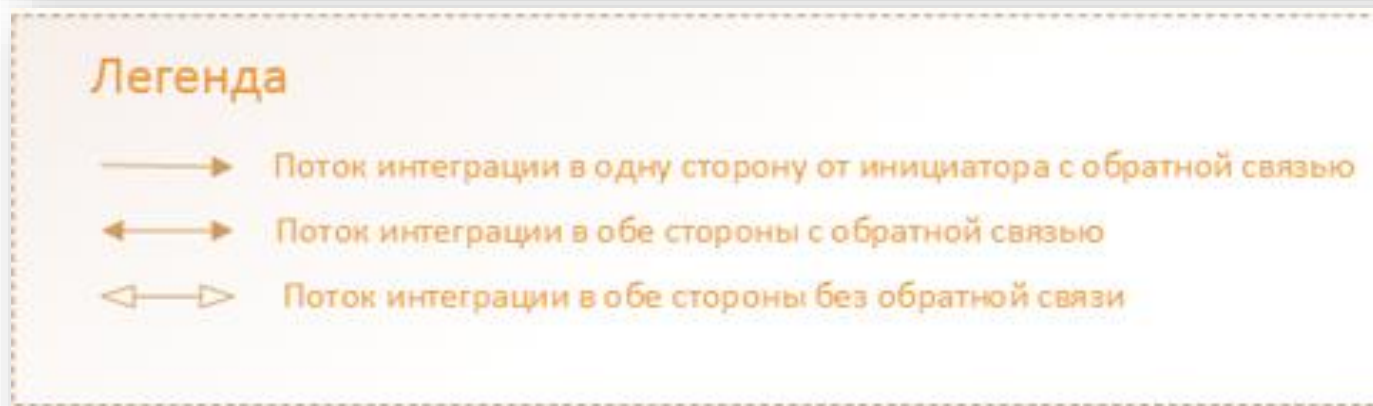 Легенда
Поток интеграции в одну сторону от инициатора с обратной связью
Поток интеграции в обе стороны с обратной связью
Поток интеграции в обе стороны без обратной связи